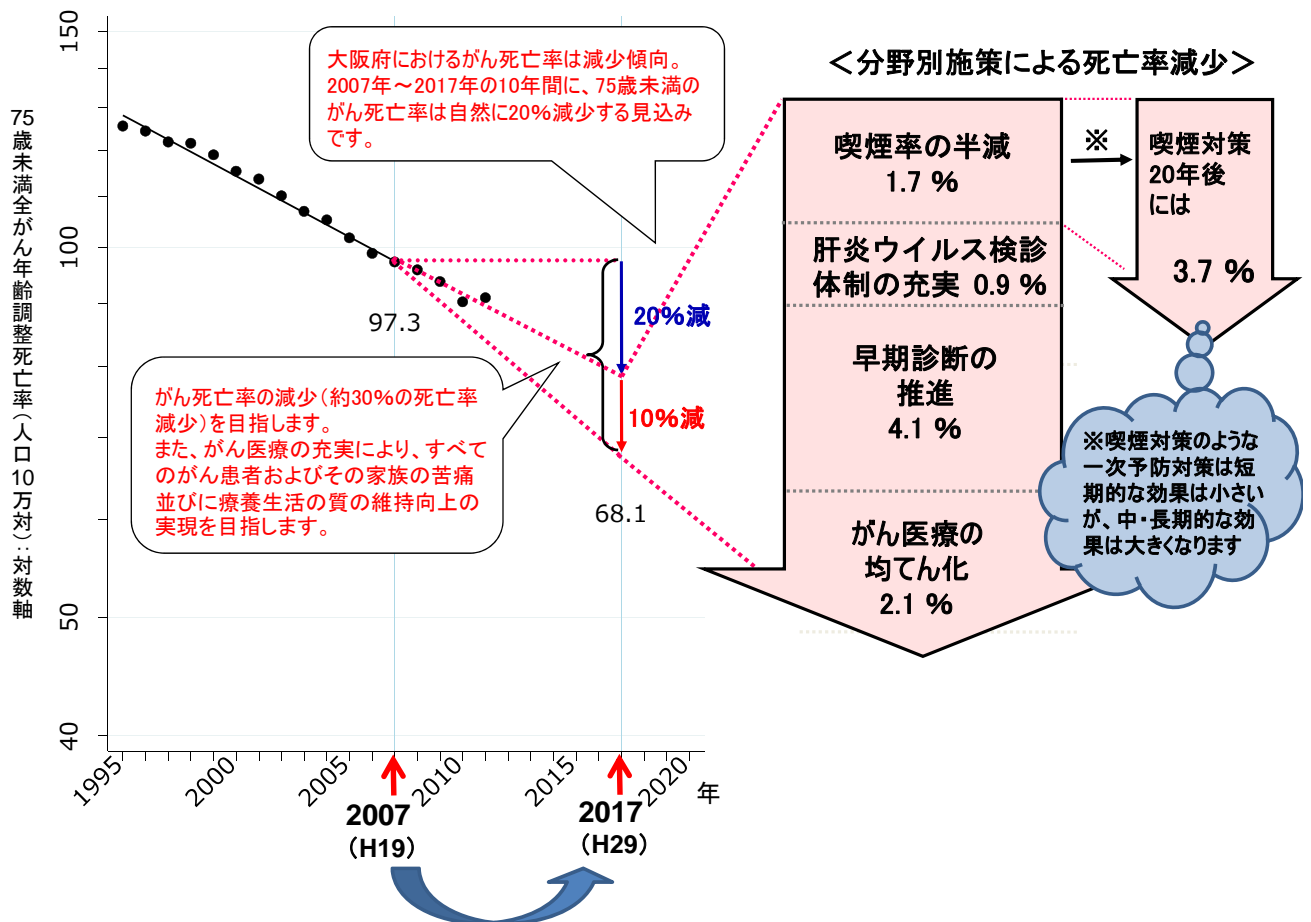 150
100
50
40
75歳未満全がん年齢調整死亡率（人口10万対）：対数軸
大阪府におけるがん死亡率は減少傾向。
2007年～2017年の10年間に、75歳未満の
がん死亡率は自然に20%減少する見込み
です。
97.3
20%減
10%減
68.1
がん死亡率の減少（約30%の死亡率
減少）を目指します。
また、がん医療の充実により、すべて
のがん患者およびその家族の苦痛
並びに療養生活の質の維持向上の
実現を目指します。
1995
2000
2005
2010
2015
2020
年
2007
（H19）
2017
（H29）
＜分野別施策による死亡率減少＞
喫煙率の半減
1.7 %
※
喫煙対策
20年後
には
3.7 %
肝炎ウイルス検診
体制の充実 0.9 %
早期診断の
推進
4.1 %
がん医療の
均てん化
2.1 %
※喫煙対策のような
一次予防対策は短
期的な効果は小さい
が、中・長期的な効
果は大きくなります